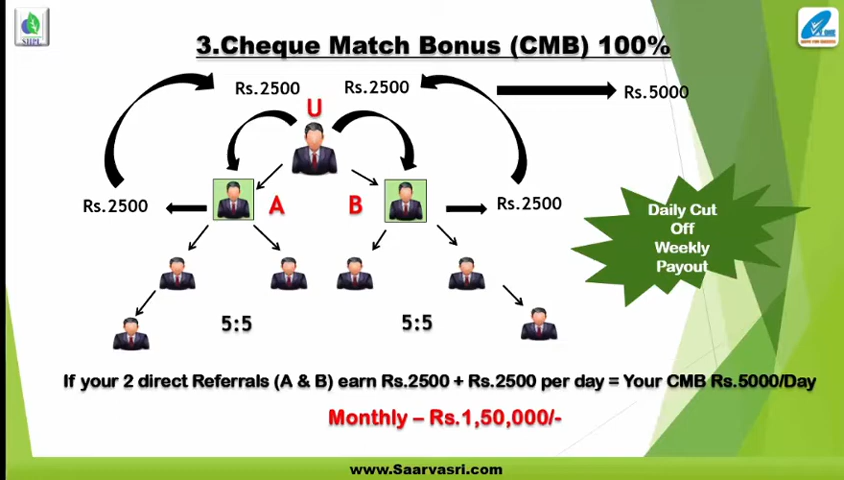 SHPL
3.Cheque Match Bonus (CMB) 100%
Rs.2500
Rs.2500
Rs.5000
U
Rs.2500
A
B
Rs.2500
Daily Cut
Off
Weekly
Payout
5:5
5:5
If your 2 direct Referrals (A & B) earn Rs.2500 + Rs.2500 per day = Your CMB Rs.5000/Day
Monthly – Rs.1,50,000/-
www.Saarvasri.com